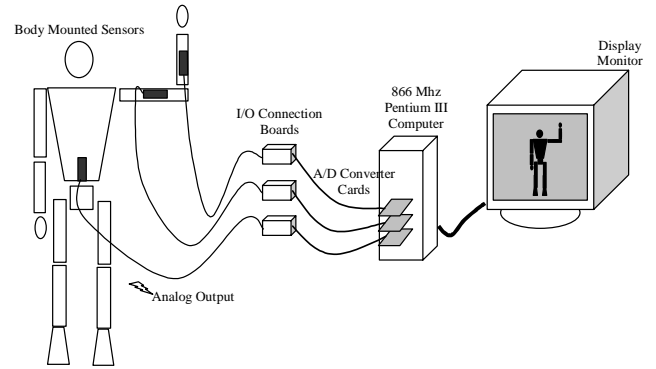 Body Mounted Sensors
I/O Connection
Boards
866 Mhz
Pentium III
Computer
Display
Monitor
A/D Converter
Cards
Analog Output